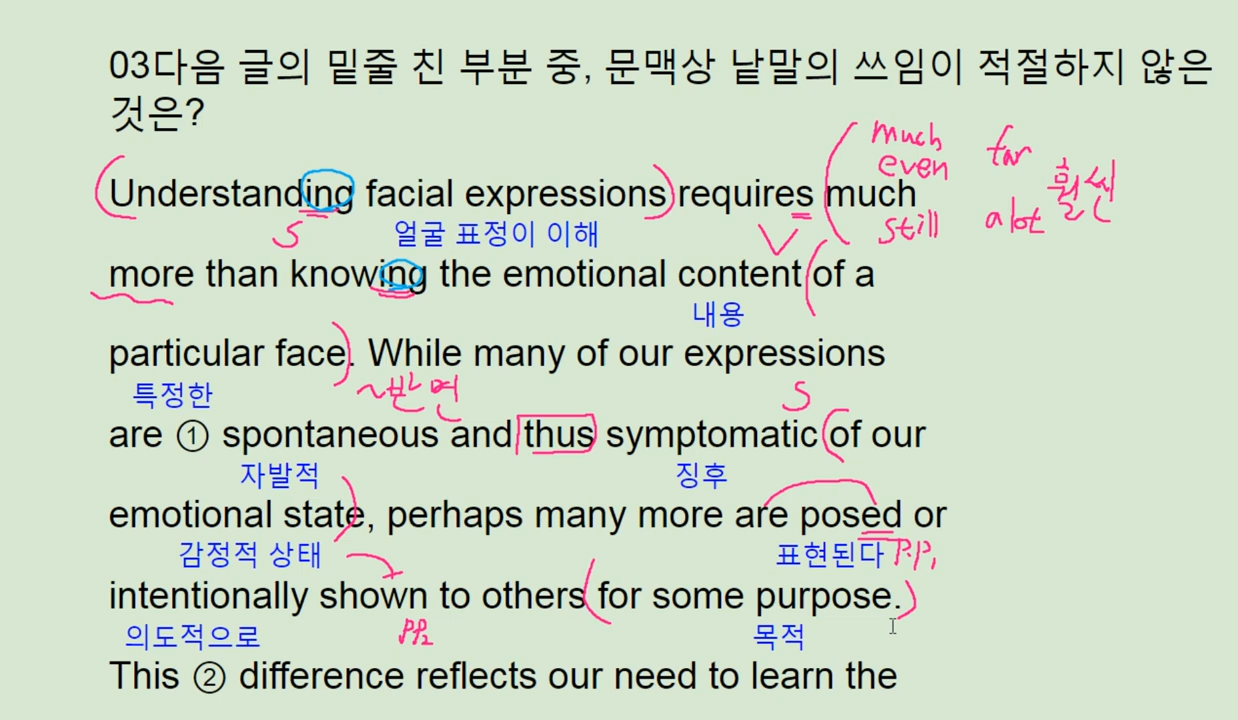 03다음 글의 밑줄 친 부분 중, 문맥상 낱말의 쓰임이 적절하지 않은
것은?
much far
even 훨씬
still a lot
Understanding facial expressions requires much
S 얼굴 표정이 이해 V
more than knowing the emotional content of a
내용
particular face. While many of our expressions
특정한 ~반면 S
are ① spontaneous and thus symptomatic of our
자발적 징후
emotional state, perhaps many more are posed or
감정적 상태 표현된다 P.P1
intentionally shown to others for some purpose.
의도적으로 PP2 목적
This ② difference reflects our need to learn the